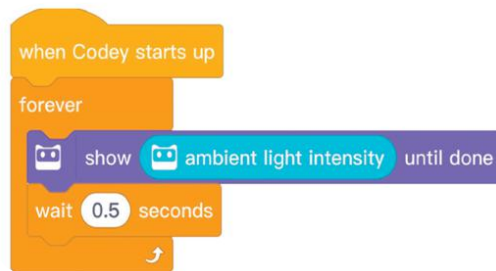 when Codey starts up
forever
show ambient light intensity until done
wait 0.5 seconds